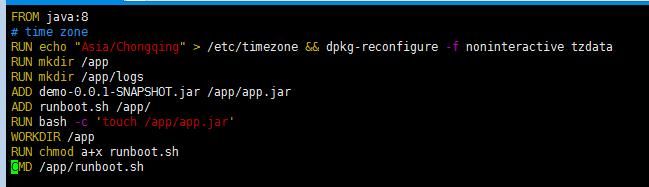 FROM java:8
# time zone
RUN echo "Asia/Chongqing" > /etc/timezone && dpkg-reconfigure -f noninteractive tzdata
RUN mkdir /app
RUN mkdir /app/logs
ADD demo-0.0.1-SNAPSHOT.jar /app/app.jar
ADD runboot.sh /app/
RUN bash -c 'touch /app/app.jar'
WORKDIR /app
RUN chmod a+x runboot.sh
CMD /app/runboot.sh